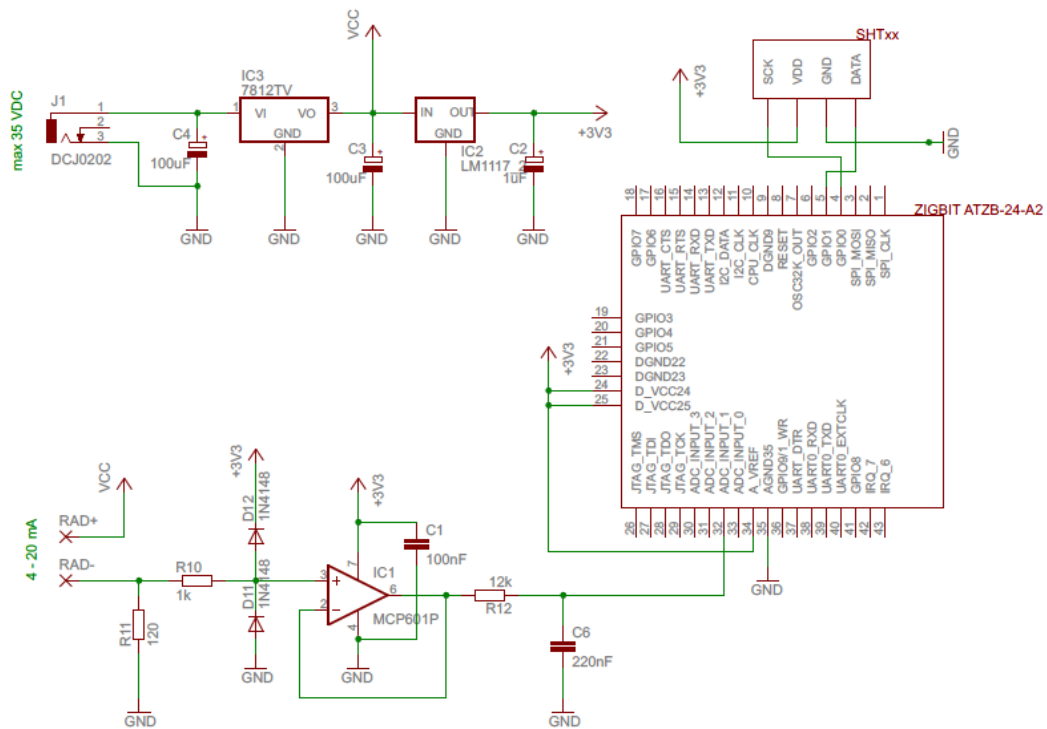 max 35 VDC
J1
DCJ0202
1
2
3
C4
100uF
+
GND
IC3
7812TV
1
VI
VO
3
GND
2
GND
VCC
C3
100uF
+
GND
IN
OUT
GND
IC2
LM1117_2
GND
C2
1uF
+
GND
+3V3
SHTxx
SCK
VDD
GND
DATA
+3V3
GND
ZIGBIT ATZB-24-A2
18
17
16
15
14
13
12
11
10
9
8
7
6
5
4
3
2
1
GPIO7
GPIO6
UART_CTS
UART_RTS
UART_RXD
UART_TXD
I2C_DATA
I2C_CLK
CPU_CLK
DGND9
RESET
OSC32K_OUT
GPIO2
GPIO1
GPIO0
SPI_MOSI
SPI_MISO
SPI_CLK
19 GPIO3
20 GPIO4
21 GPIO5
22 DGND22
23 DGND23
24 D_VCC24
25 D_VCC25
+3V3
JTAG_TMS
JTAG_TDI
JTAG_TDO
JTAG_TCK
ADC_INPUT_3
ADC_INPUT_2
ADC_INPUT_1
ADC_INPUT_0
A_VREF
AGND35
GPIO9/1_WR
UART_DTR
UART0_RXD
UART0_TXD
UART0_EXTCLK
GPIO8
IRQ_7
IRQ_6
26
27
28
29
30
31
32
33
34
35
36
37
38
39
40
41
42
43
GND
4 - 20 mA
RAD+
RAD-
VCC
R10
1k
R11
120
GND
+3V3
D12
1N4148
D11
1N4148
GND
+3V3
C1
100nF
IC1
MCP601P
3
+
2
-
7
6
4
GND
12k
R12
C6
220nF
GND